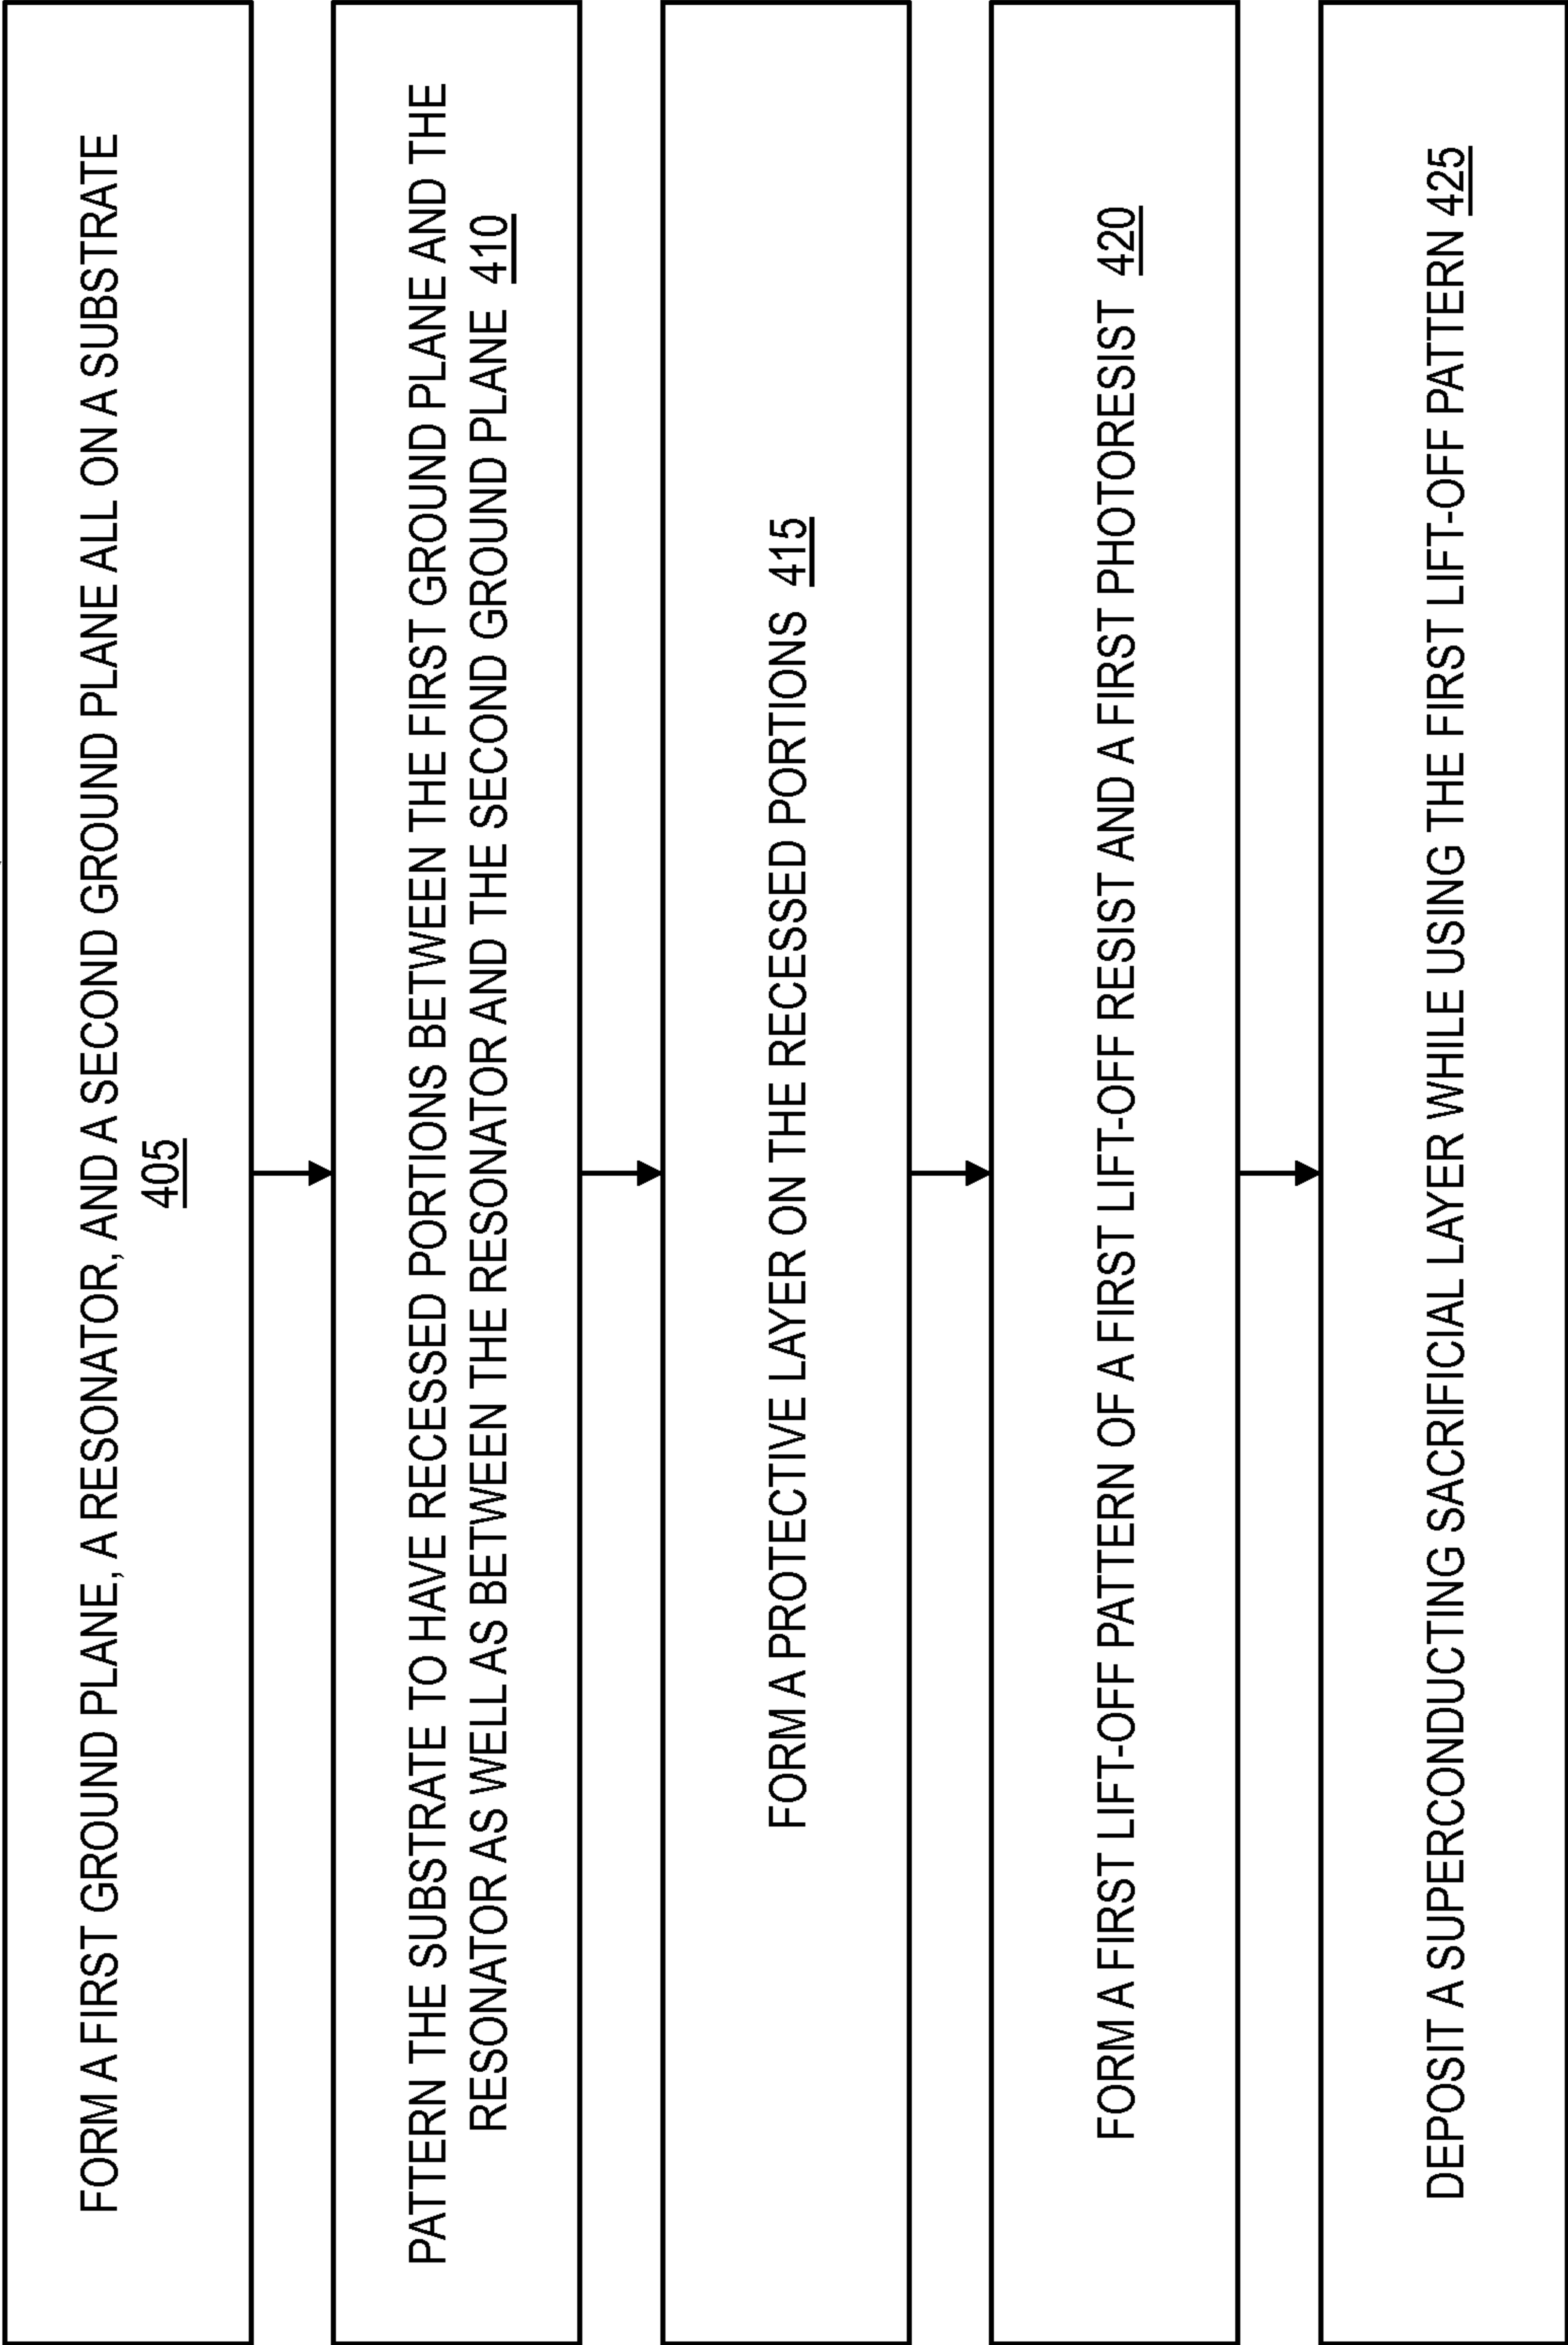 FORM A FIRST GROUND PLANE, A RESONATOR, AND A SECOND GROUND PLANE ALL ON A SUBSTRATE
405
PATTERN THE SUBSTRATE TO HAVE RECESSED PORTIONS BETWEEN THE FIRST GROUND PLANE AND THE
RESONATOR AS WELL AS BETWEEN THE RESONATOR AND THE SECOND GROUND PLANE 410
FORM A PROTECTIVE LAYER ON THE RECESSED PORTIONS 415
FORM A FIRST LIFT-OFF PATTERN OF A FIRST LIFT-OFF RESIST AND A FIRST PHOTORESIST 420
DEPOSIT A SUPERCONDUCTING SACRIFICIAL LAYER WHILE USING THE FIRST LIFT-OFF PATTERN 425